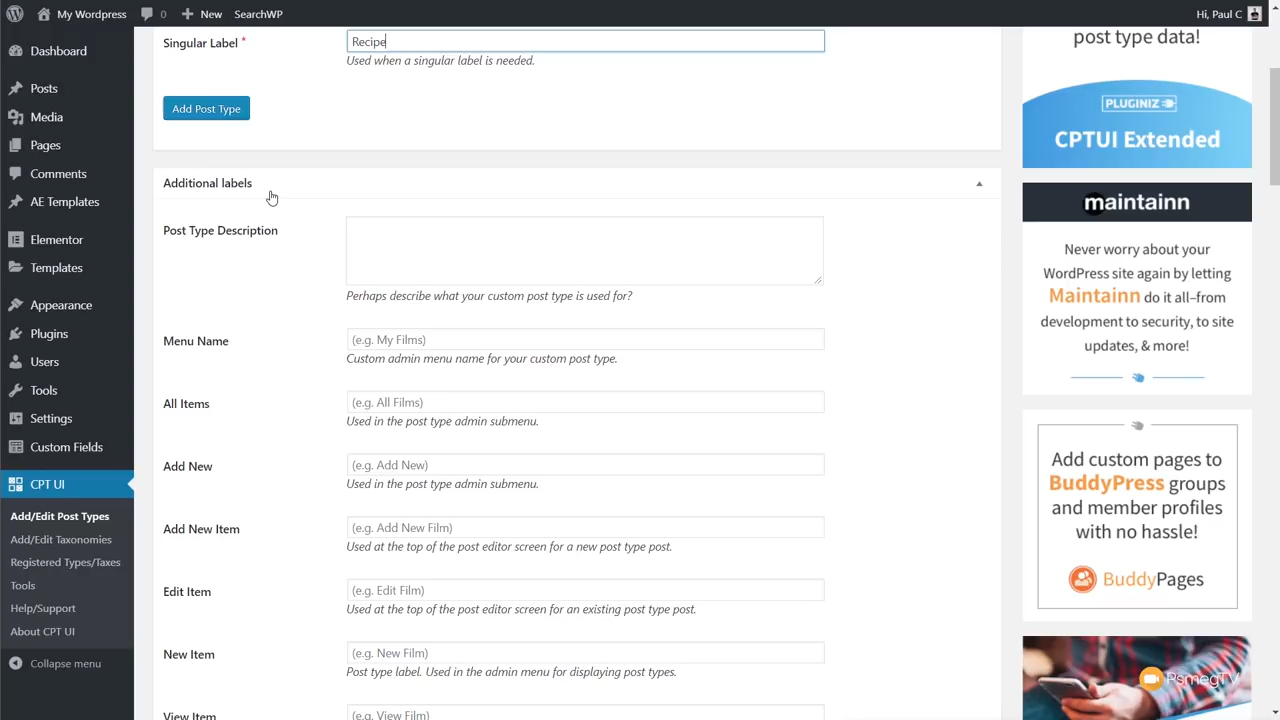 My Wordpress
0
New
SearchWP
Hi, Paul C
Dashboard
Posts
Media
Pages
Comments
AE Templates
Elementor
Templates
Appearance
Plugins
Users
Tools
Settings
Custom Fields
CPT UI
Add/Edit Post Types
Add/Edit Taxonomies
Registered Types/Taxes
Tools
Help/Support
About CPT UI
Collapse menu
Singular Label *
Recipe
Used when a singular label is needed.
Add Post Type
Additional labels
Post Type Description
Perhaps describe what your custom post type is used for?
Menu Name
(e.g. My Films)
Custom admin menu name for your custom post type.
All Items
(e.g. All Films)
Used in the post type admin submenu.
Add New
(e.g. Add New)
Used in the post type admin submenu.
Add New Item
(e.g. Add New Film)
Used at the top of the post editor screen for a new post type post.
Edit Item
(e.g. Edit Film)
Used at the top of the post editor screen for an existing post type post.
New Item
(e.g. New Film)
Post type label. Used in the admin menu for displaying post types.
View Item
(e.g. View Film)
post type data!
PLUGINIZ
CPTUI Extended
maintainn
Never worry about your
WordPress site again by letting
Maintainn do it all–from
development to security, to site
updates, & more!
Add custom pages to
BuddyPress groups
and member profiles
with no hassle!
BuddyPages
PsmegTV